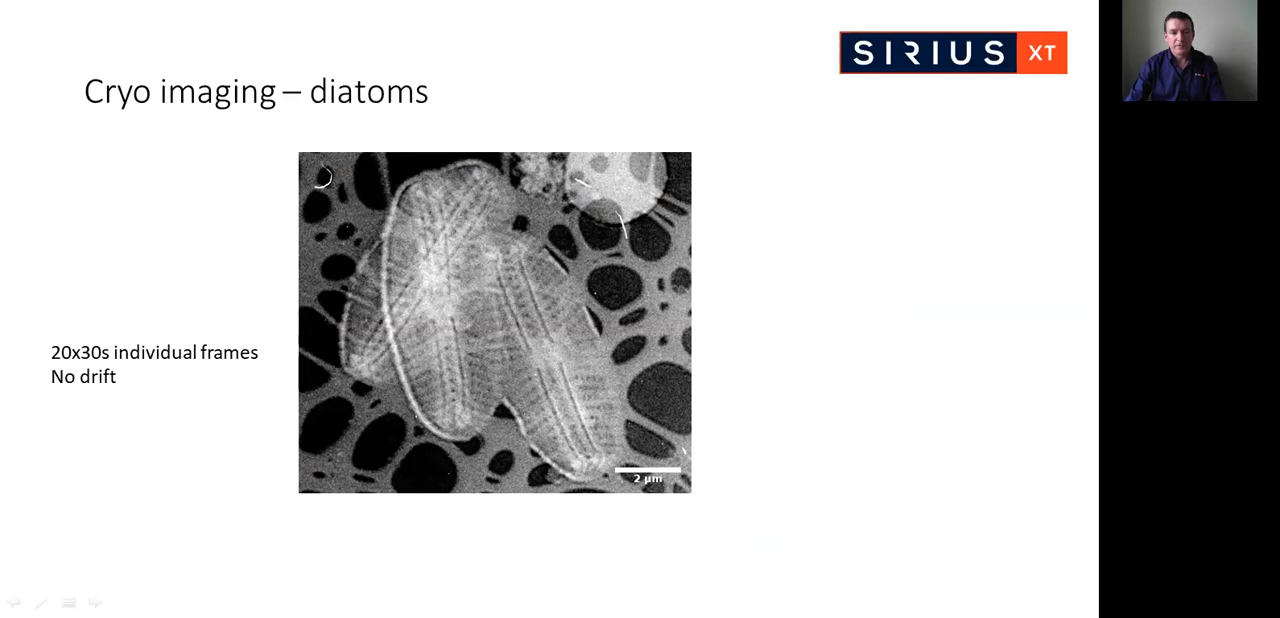 SIRIUS XT
Cryo imaging – diatoms
20x30s individual frames
No drift
2 µm